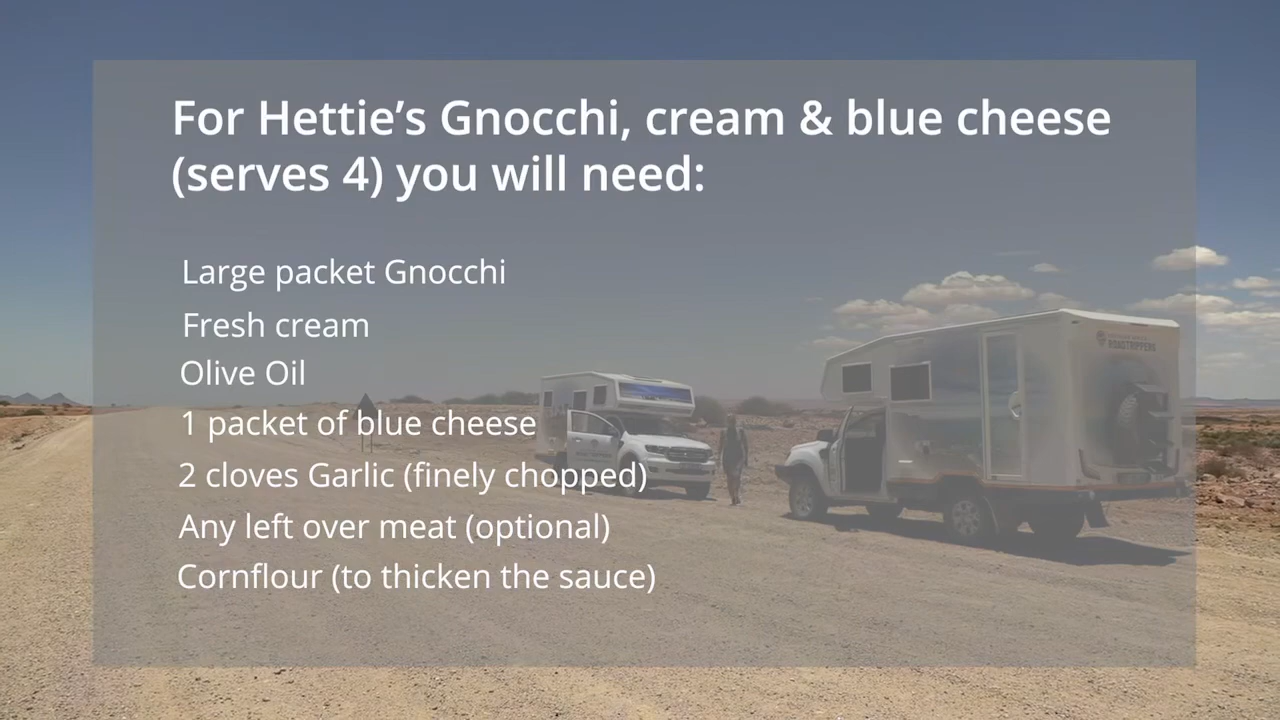 For Hettie’s Gnocchi, cream & blue cheese
(serves 4) you will need:
Large packet Gnocchi
Fresh cream
Olive Oil
1 packet of blue cheese
2 cloves Garlic (finely chopped)
Any left over meat (optional)
Cornflour (to thicken the sauce)
ROADTRIPPERS